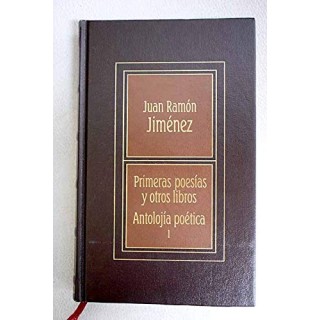 Juan Ramón
Jiménez
Primeras poesías
y otros libros
Antolojía poética
1